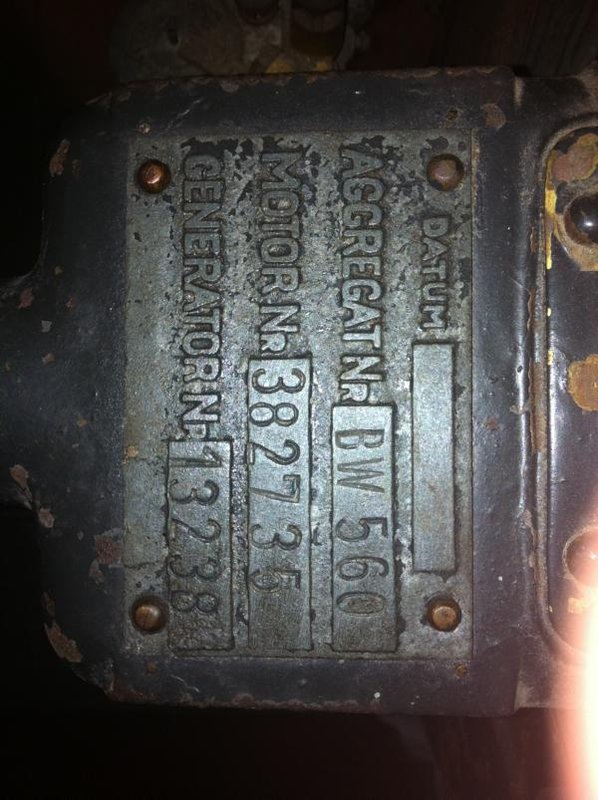 DATUM
AGGREGAT Nr. BW 560
MOTOR Nr. 382735
GENERATOR Nr. 13238